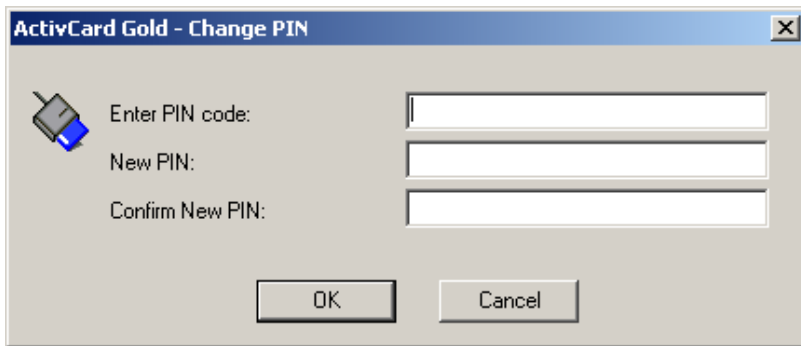 ActivCard Gold - Change PIN
Enter PIN code:
New PIN:
Confirm New PIN:
OK Cancel